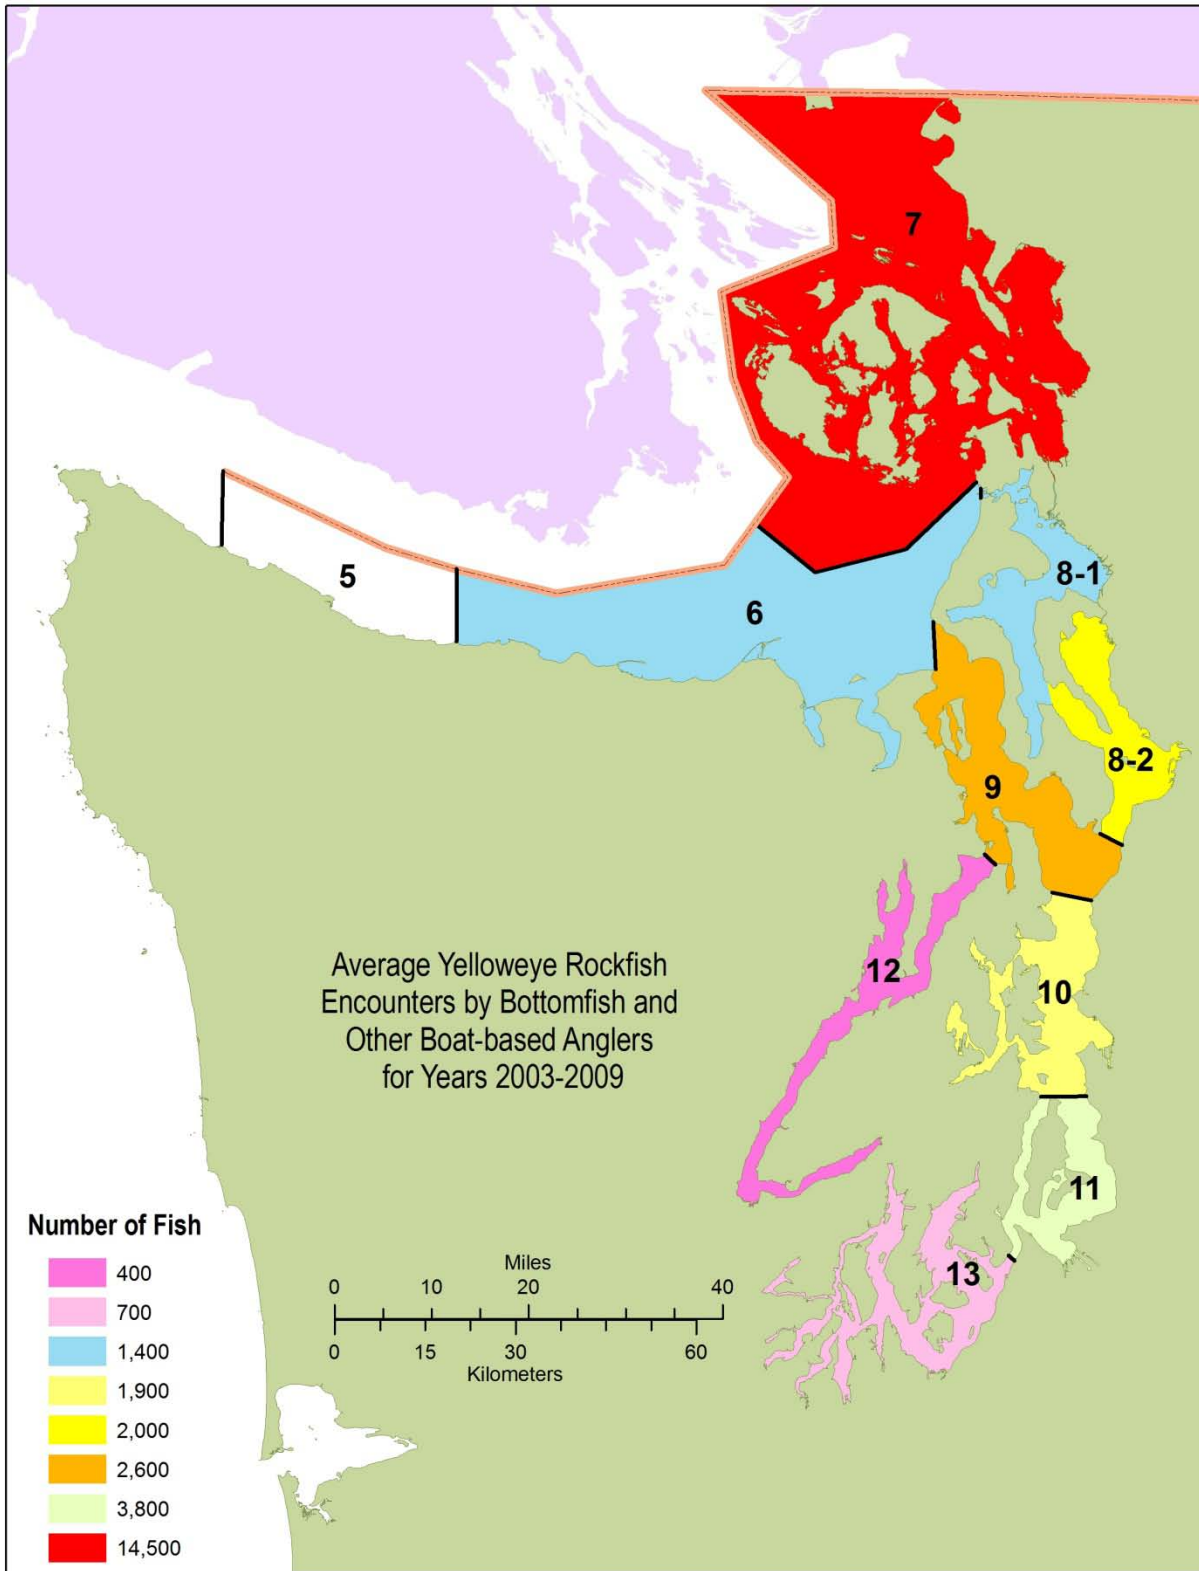 7
5
6
8-1
8-2
9
12
10
Average Yelloweye Rockfish
Encounters by Bottomfish and
Other Boat-based Anglers
for Years 2003-2009
11
13
Number of Fish
400
700
1,400
1,900
2,000
2,600
3,800
14,500
Miles
0 10 20 40
0 15 30 60
Kilometers